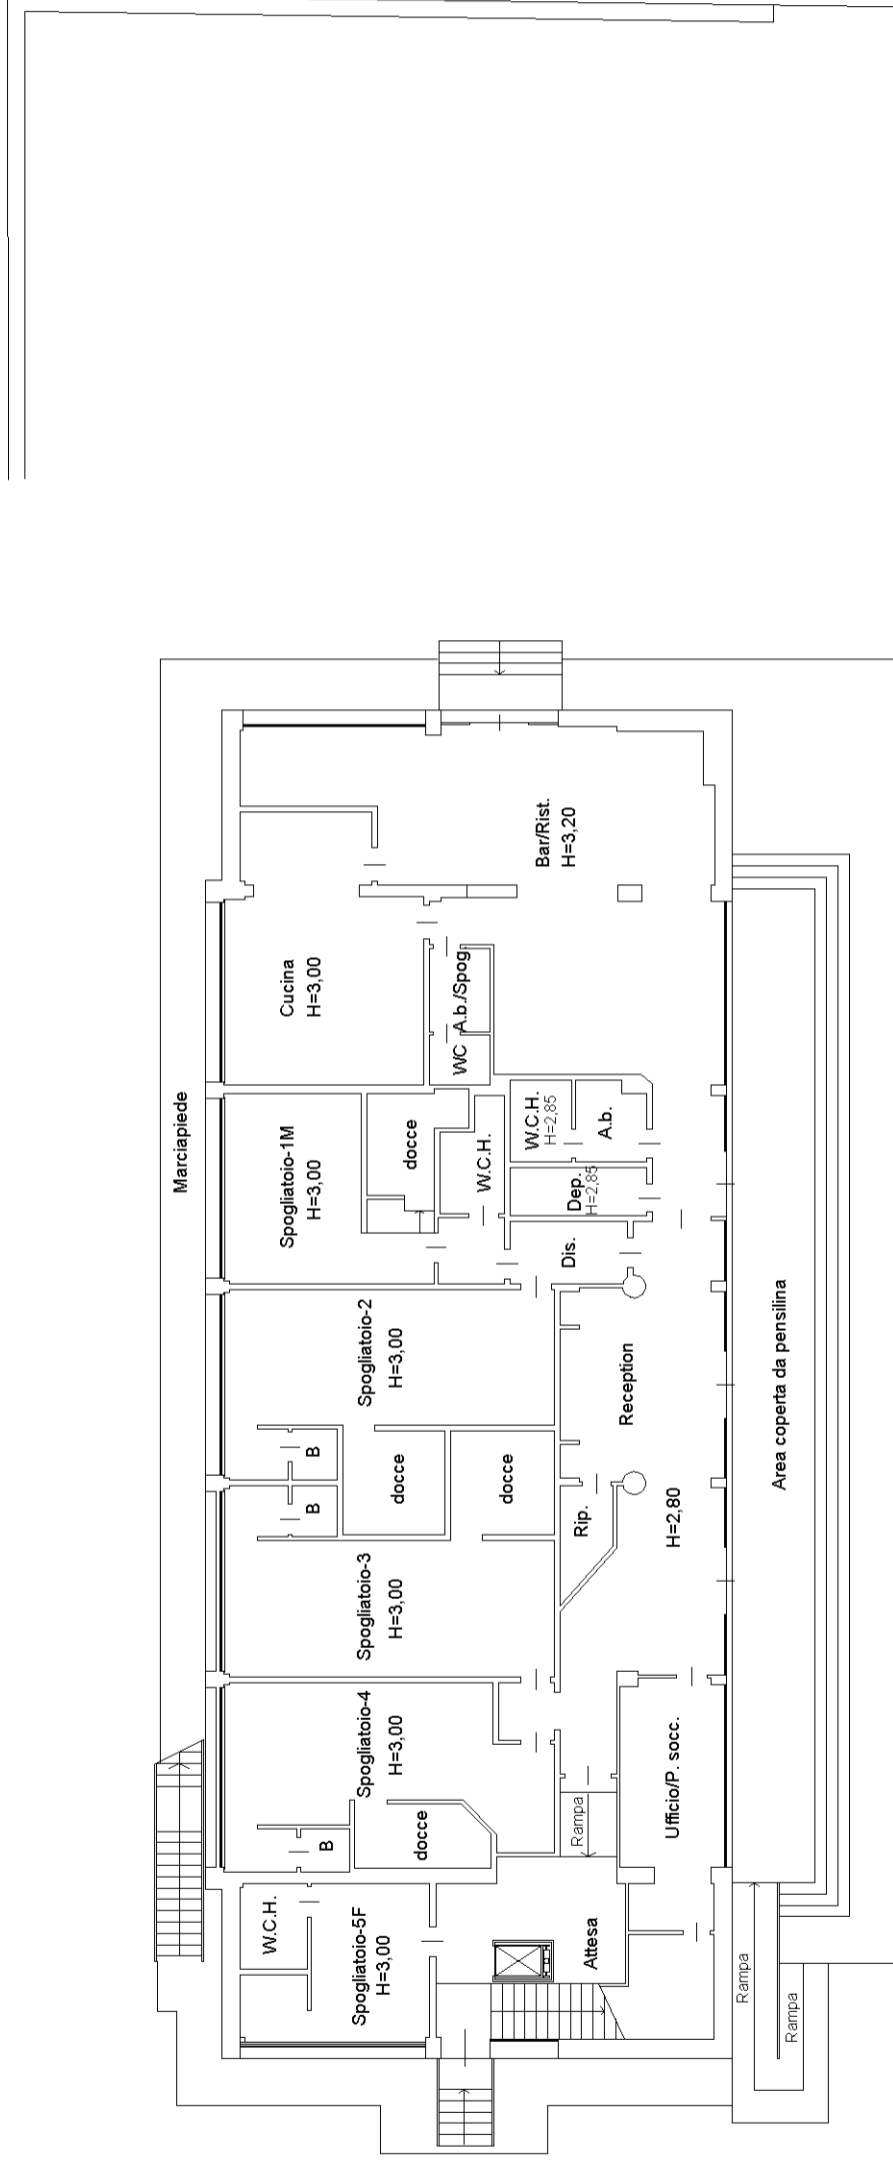 Marciapiede
Cucina
H=3,00
Bar/Rist.
H=3,20
A.b./Spog.
WC
Spogliatoio-1M
H=3,00
docce
W.C.H.
W.C.H.
H=2,85
A.b.
Dep.
H=2,85
Dis.
Spogliatoio-2
H=3,00
B
docce
Reception
Area coperta da pensilina
B
docce
Rip.
H=2,80
Spogliatoio-3
H=3,00
Spogliatoio-4
H=3,00
B
docce
Rampa
Ufficio/P. socc.
W.C.H.
Spogliatoio-5F
H=3,00
Attesa
Rampa
Rampa